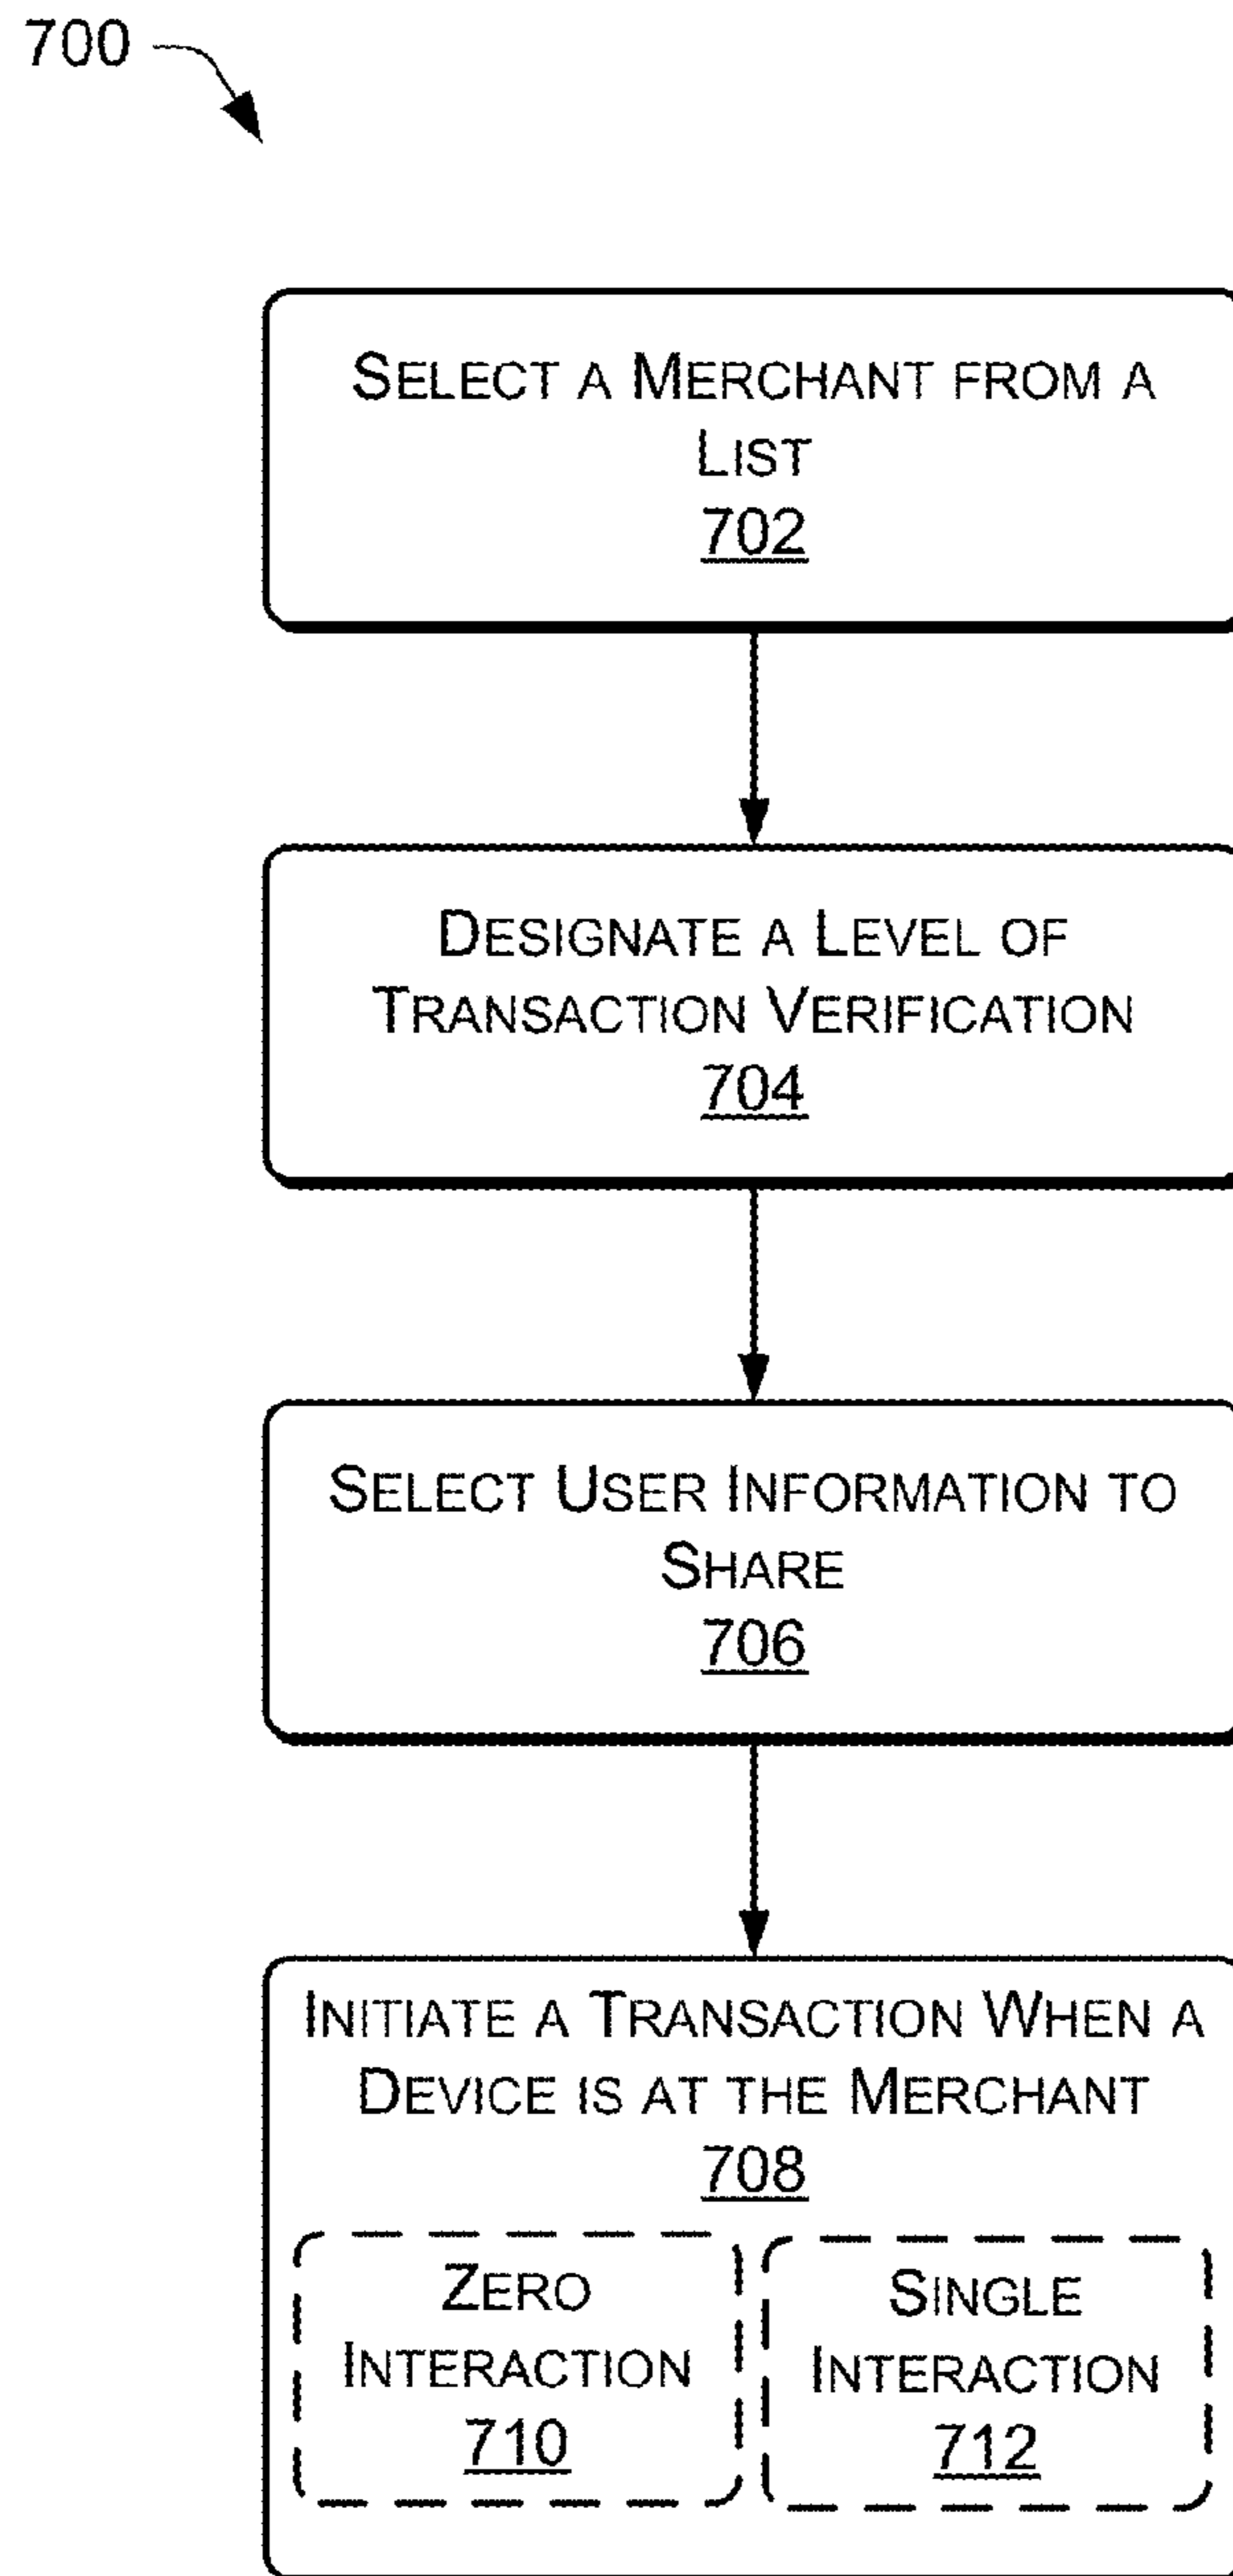 700
SELECT A MERCHANT FROM A
LIST
702
DESIGNATE A LEVEL OF
TRANSACTION VERIFICATION
704
SELECT USER INFORMATION TO
SHARE
706
INITIATE A TRANSACTION WHEN A
DEVICE IS AT THE MERCHANT
708
ZERO
INTERACTION
710
SINGLE
INTERACTION
712